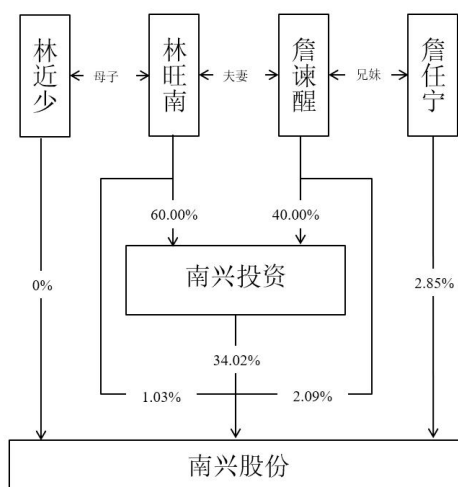 林近少
母子
林旺南
夫妻
詹谏醒
兄妹
詹任宁
60.00%
40.00%
南兴投资
0%
2.85%
34.02%
1.03%
2.09%
南兴股份